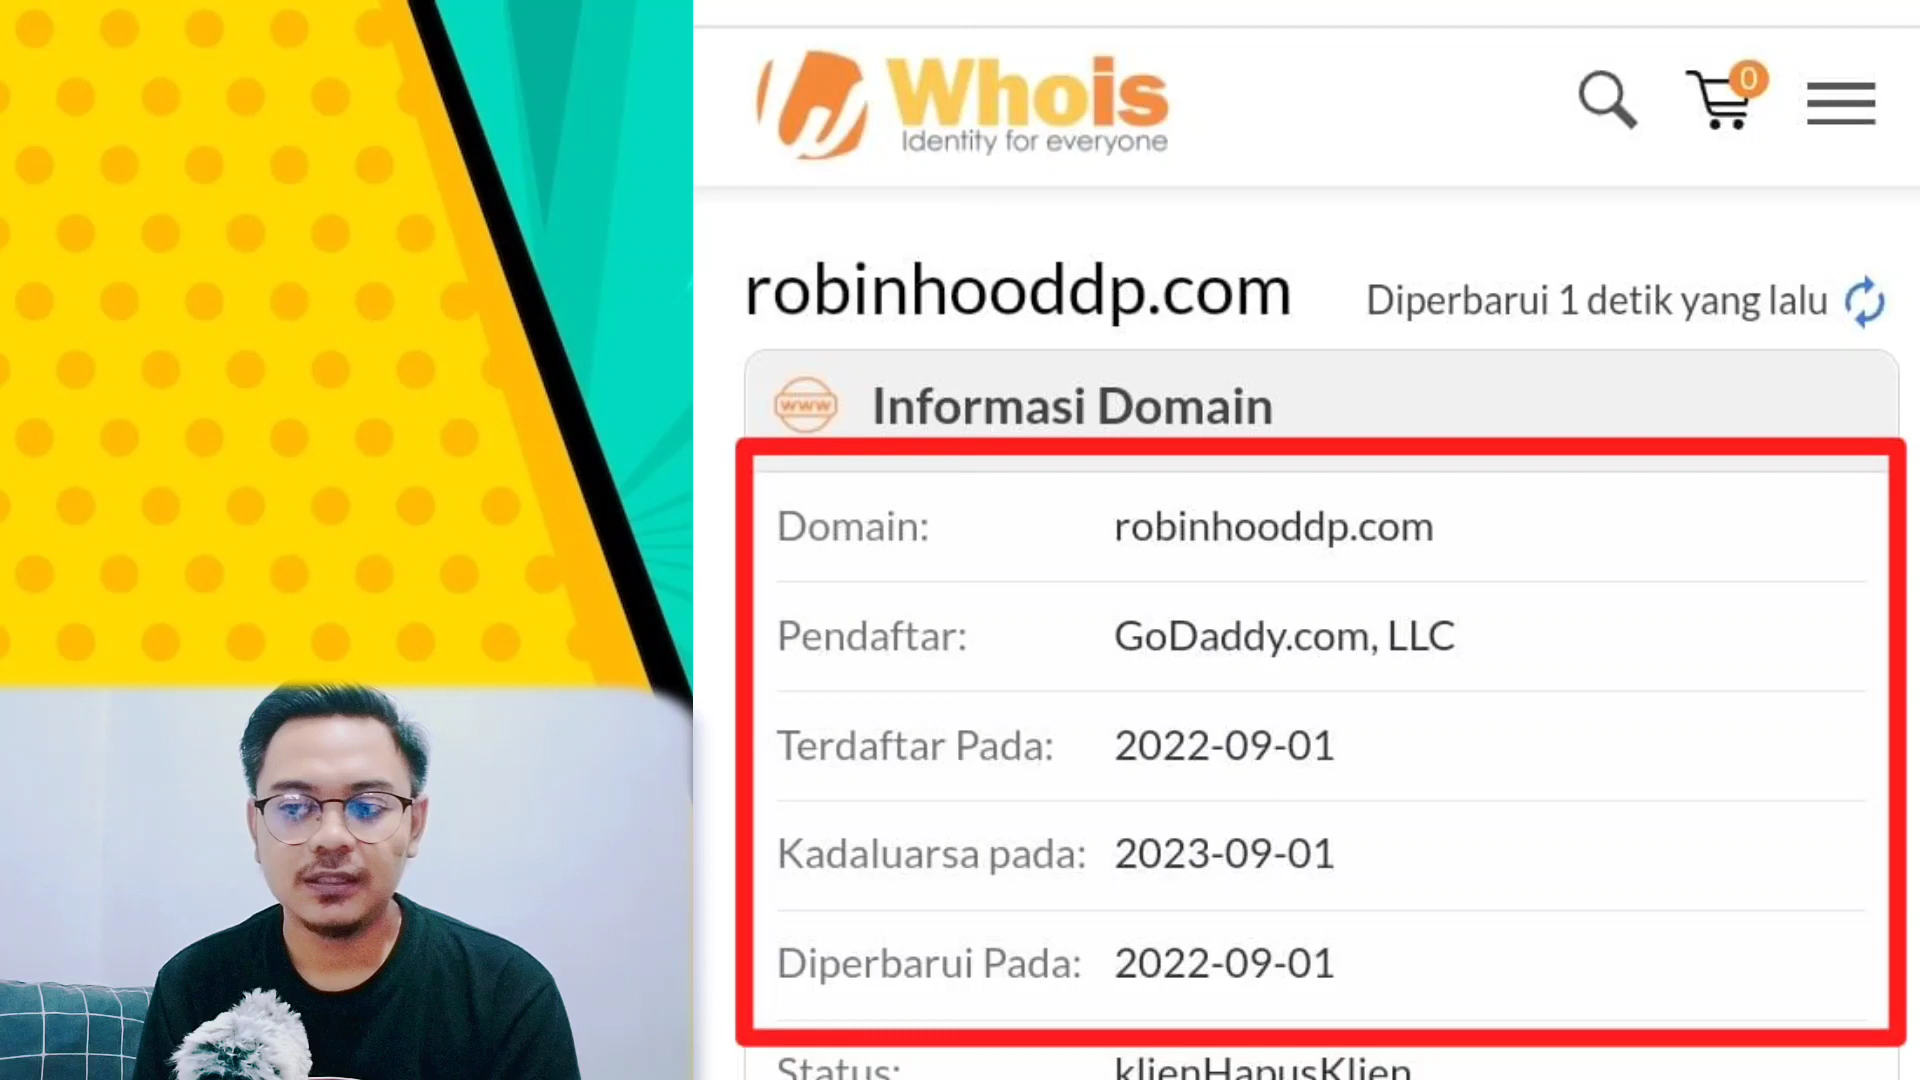 Whois
Identity for everyone
0
robinhooddp.com
Diperbarui 1 detik yang lalu
www
Informasi Domain
Domain: robinhooddp.com
Pendaftar: GoDaddy.com, LLC
Terdaftar Pada: 2022-09-01
Kadaluarsa pada: 2023-09-01
Diperbarui Pada: 2022-09-01
Status: klienHapusKlien